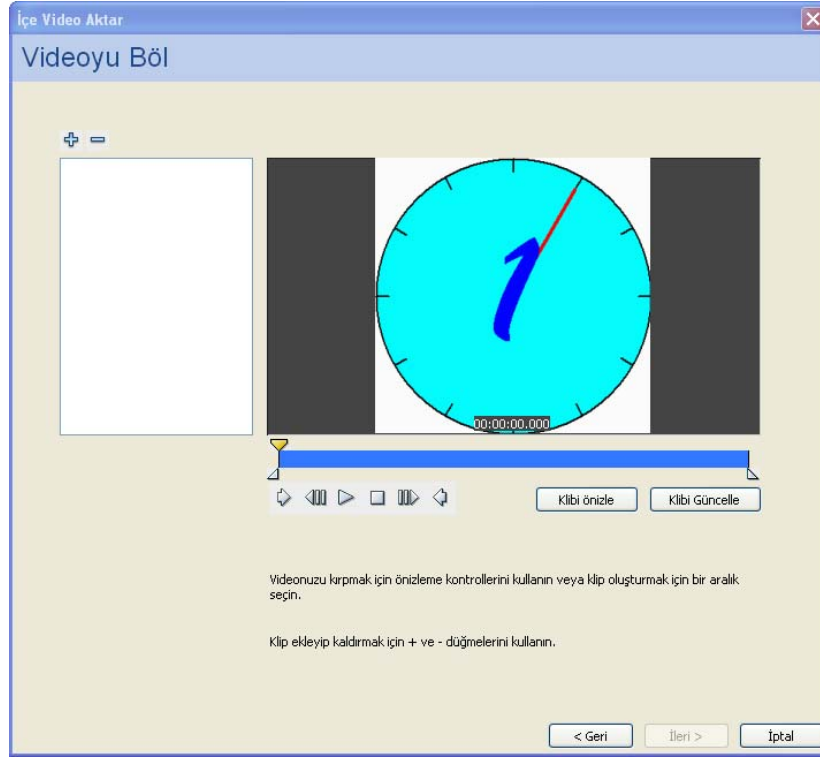 İçe Video Aktar
Videoyu Böl
1
00:00:00.000
Klibi önizle
Klibi Güncelle
Videonuzu kırpmak için önizleme kontrollerini kullanın veya klip oluşturmak için bir aralık
seçin.
Klip ekleyip kaldırmak için + ve - düğmelerini kullanın.
< Geri
İleri >
İptal